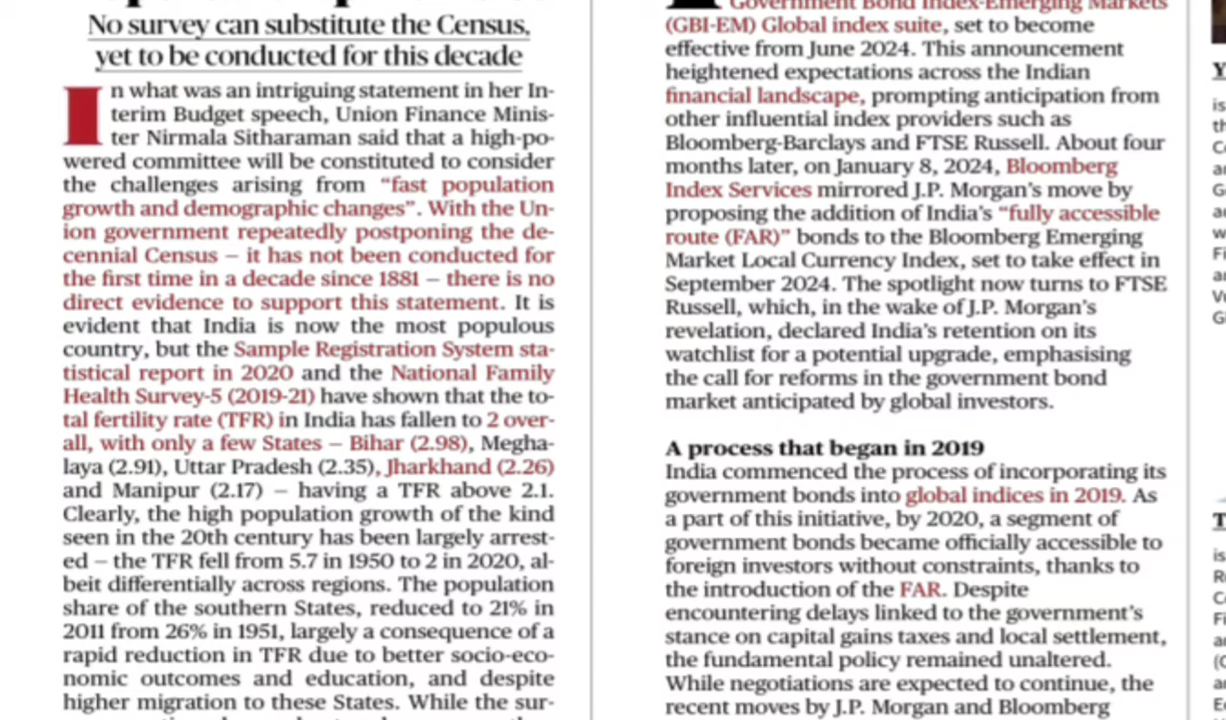 No survey can substitute the Census,
yet to be conducted for this decade
In what was an intriguing statement in her In-
terim Budget speech, Union Finance Minis-
ter Nirmala Sitharaman said that a high-po-
wered committee will be constituted to consider
the challenges arising from “fast population
growth and demographic changes”. With the Un-
ion government repeatedly postponing the de-
cennial Census – it has not been conducted for
the first time in a decade since 1881 – there is no
direct evidence to support this statement. It is
evident that India is now the most populous
country, but the Sample Registration System sta-
tistical report in 2020 and the National Family
Health Survey-5 (2019-21) have shown that the to-
tal fertility rate (TFR) in India has fallen to 2 over-
all, with only a few States – Bihar (2.98), Megha-
laya (2.91), Uttar Pradesh (2.35), Jharkhand (2.26)
and Manipur (2.17) – having a TFR above 2.1.
Clearly, the high population growth of the kind
seen in the 20th century has been largely arrest-
ed – the TFR fell from 5.7 in 1950 to 2 in 2020, al-
beit differentially across regions. The population
share of the southern States, reduced to 21% in
2011 from 26% in 1951, largely a consequence of a
rapid reduction in TFR due to better socio-eco-
nomic outcomes and education, and despite
higher migration to these States. While the sur-
Government Bond Index-Emerging Markets
(GBI-EM) Global index suite, set to become
effective from June 2024. This announcement
heightened expectations across the Indian
financial landscape, prompting anticipation from
other influential index providers such as
Bloomberg-Barclays and FTSE Russell. About four
months later, on January 8, 2024, Bloomberg
Index Services mirrored J.P. Morgan’s move by
proposing the addition of India’s “fully accessible
route (FAR)” bonds to the Bloomberg Emerging
Market Local Currency Index, set to take effect in
September 2024. The spotlight now turns to FTSE
Russell, which, in the wake of J.P. Morgan’s
revelation, declared India’s retention on its
watchlist for a potential upgrade, emphasising
the call for reforms in the government bond
market anticipated by global investors.
A process that began in 2019
India commenced the process of incorporating its
government bonds into global indices in 2019. As
a part of this initiative, by 2020, a segment of
government bonds became officially accessible to
foreign investors without constraints, thanks to
the introduction of the FAR. Despite
encountering delays linked to the government’s
stance on capital gains taxes and local settlement,
the fundamental policy remained unaltered.
While negotiations are expected to continue, the
recent moves by J.P. Morgan and Bloomberg